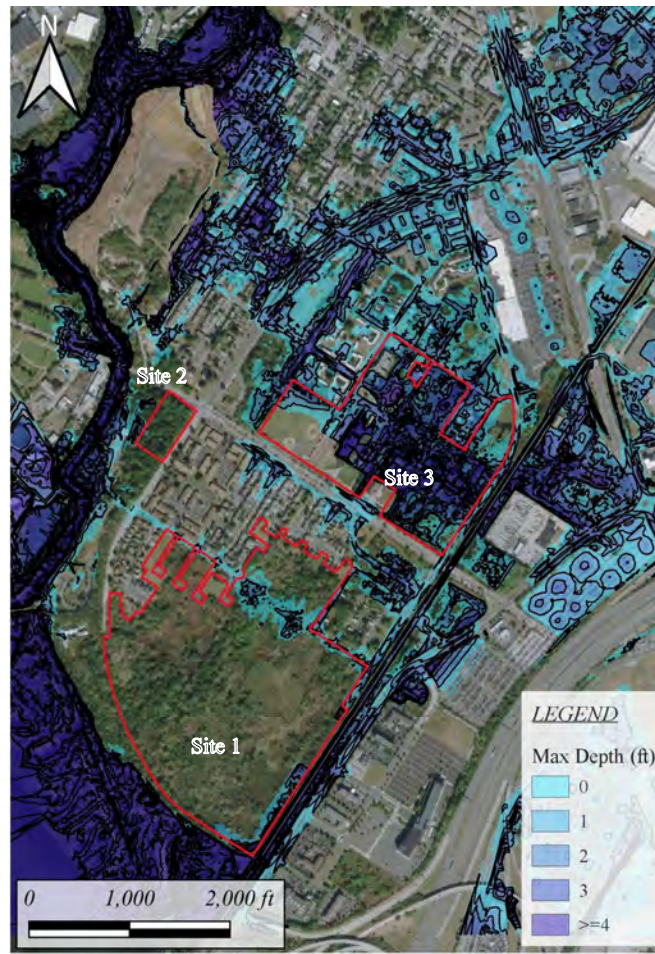 N
Site 2
Site 3
Site 1
LEGEND
Max Depth (ft)
0
1
2
3
>=4
0 1,000 2,000 ft